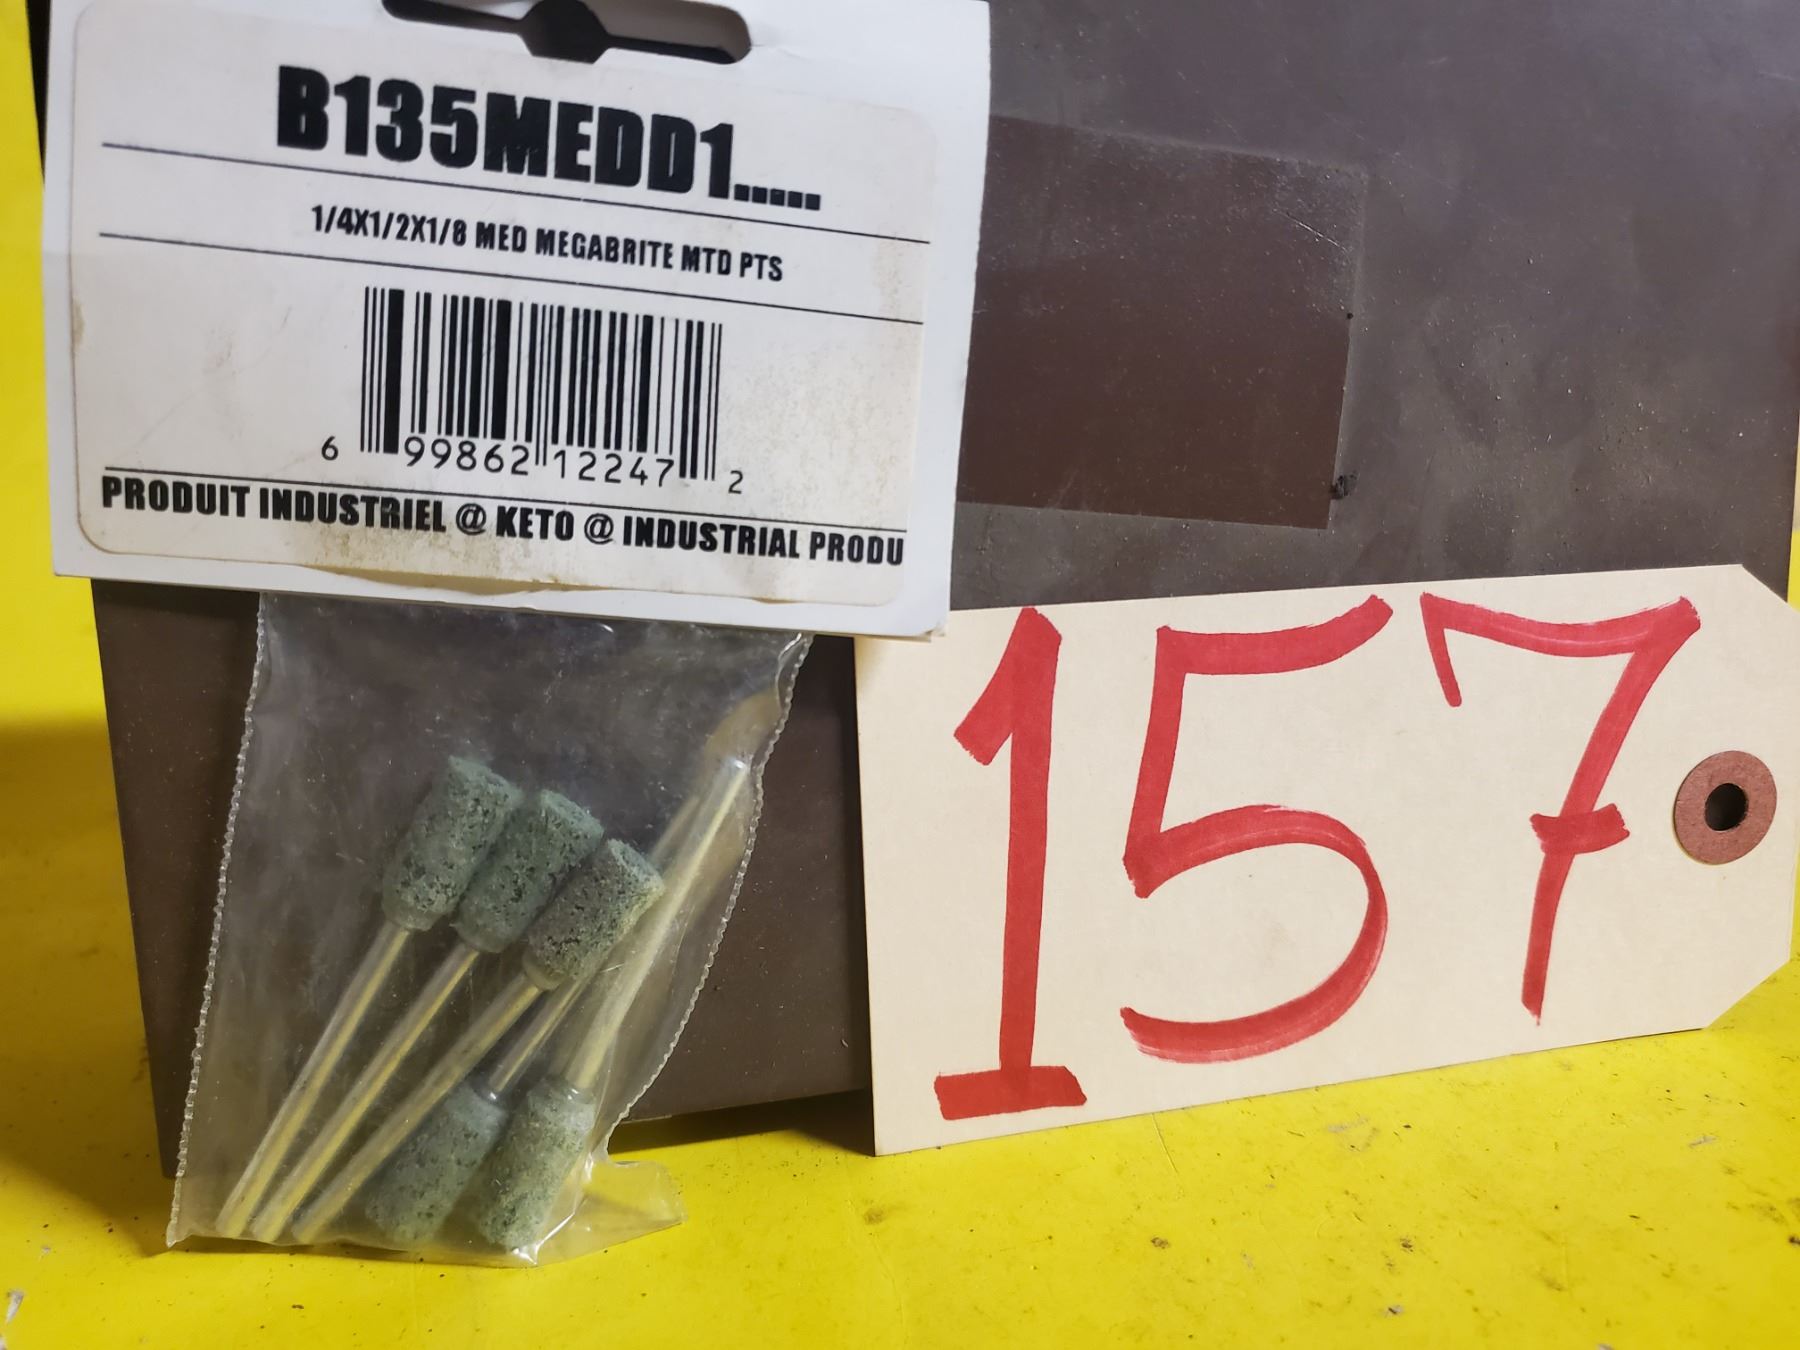 B135MEDD1.....
1/4X1/2X1/8 MED MEGABRITE MTD PTS
6 99862 12247 2
PRODUIT INDUSTRIEL @ KETO @ INDUSTRIAL PRODU
157